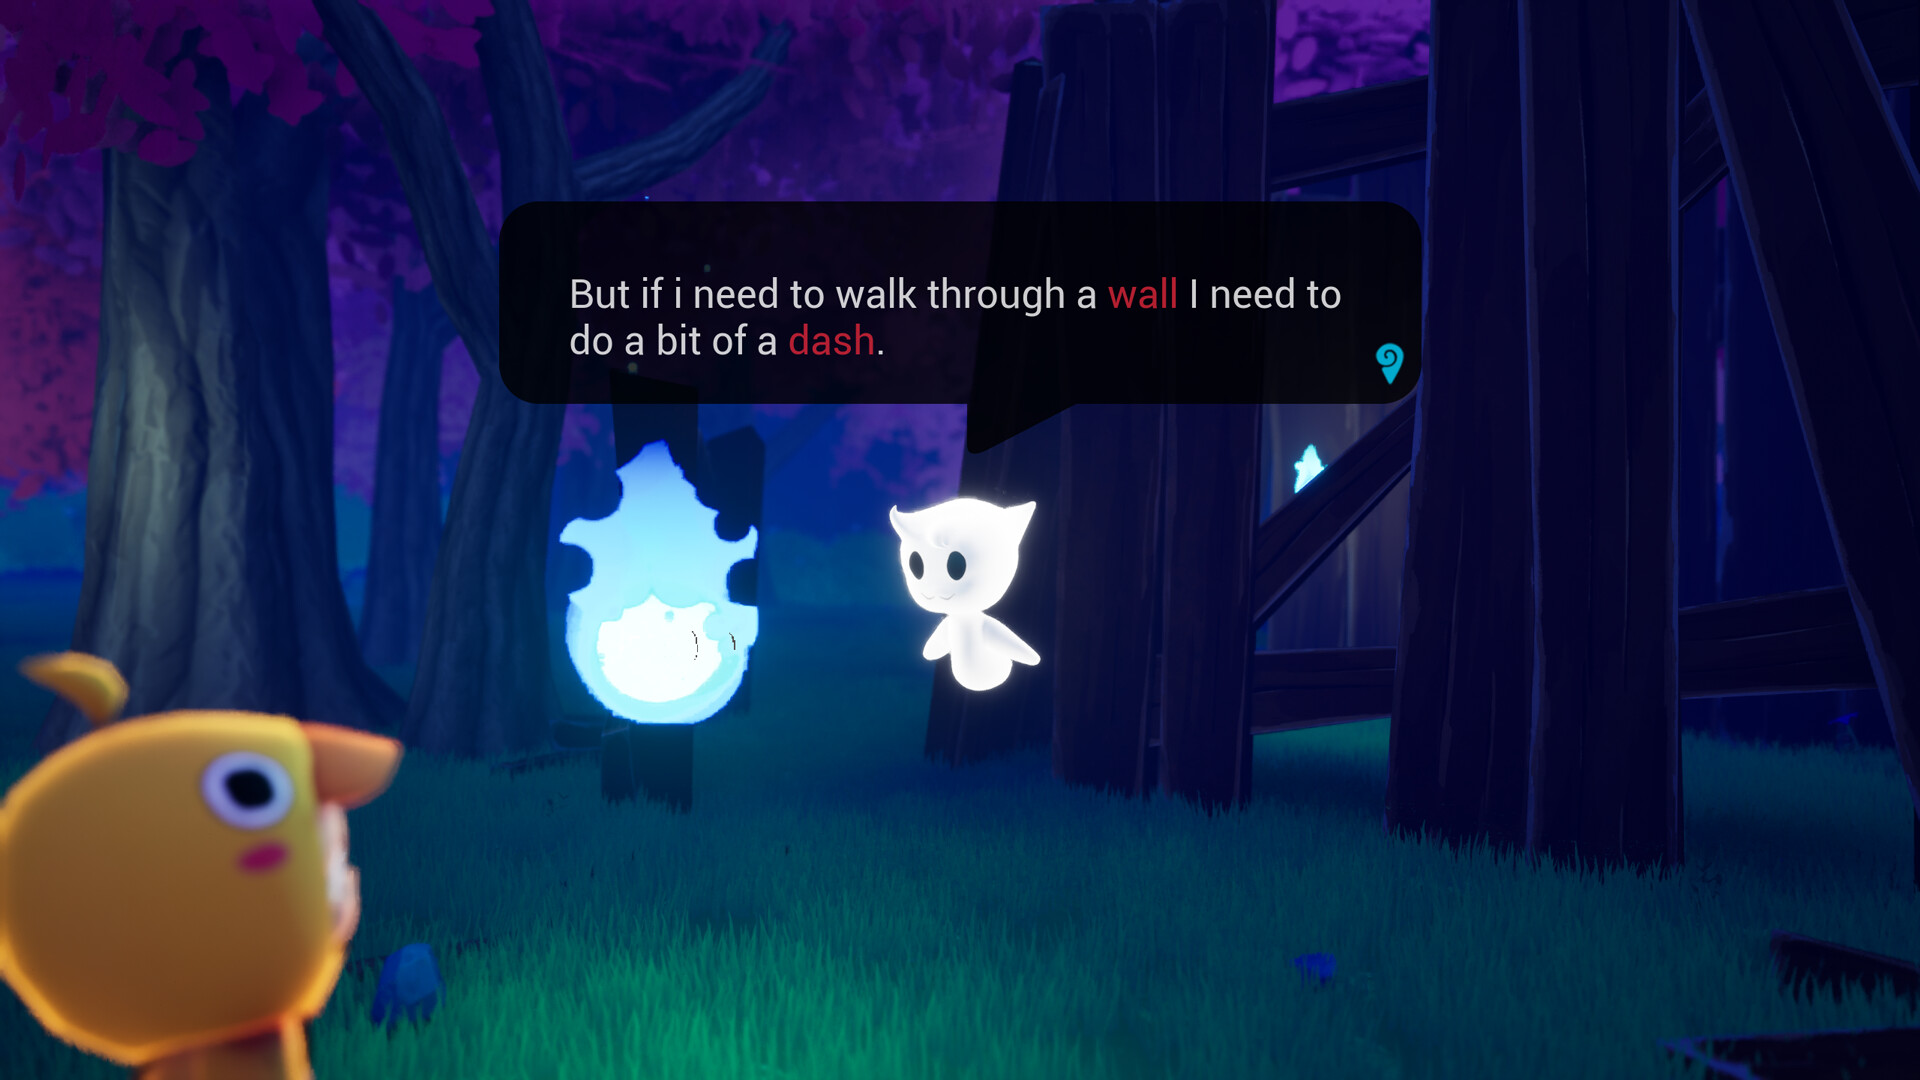 But if i need to walk through a wall I need to
do a bit of a dash.